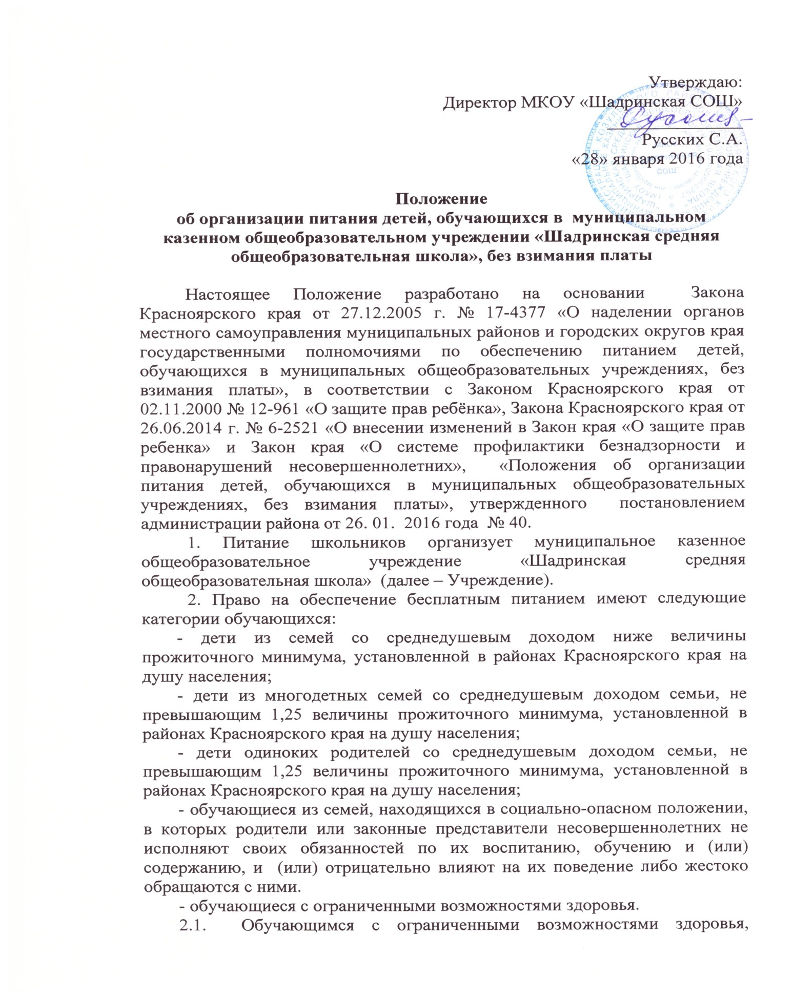 Утверждаю:
Директор МКОУ «Шадринская СОШ»
Русских С.А.
«28» января 2016 года
СОШ"
Положение
об организации питания детей, обучающихся в муниципальном
казенном общеобразовательном учреждении «Шадринская средняя
общеобразовательная школа», без взимания платы
Настоящее Положение разработано на основании Закона
Красноярского края от 27.12.2005 г. № 17-4377 «О наделении органов
местного самоуправления муниципальных районов и городских округов края
государственными полномочиями по обеспечению питанием детей,
обучающихся в муниципальных общеобразовательных учреждениях, без
взимания платы», в соответствии с Законом Красноярского края от
02.11.2000 № 12-961 «О защите прав ребёнка», Закона Красноярского края от
26.06.2014 г. № 6-2521 «О внесении изменений в Закон края «О защите прав
ребенка» и Закон края «О системе профилактики безнадзорности и
правонарушений несовершеннолетних», «Положения об организации
питания детей, обучающихся в муниципальных общеобразовательных
учреждениях, без взимания платы», утвержденного постановлением
администрации района от 26. 01. 2016 года № 40.
1. Питание школьников организует муниципальное казенное
общеобразовательное учреждение «Шадринская средняя
общеобразовательная школа» (далее – Учреждение).
2. Право на обеспечение бесплатным питанием имеют следующие
категории обучающихся:
- дети из семей со среднедушевым доходом ниже величины
прожиточного минимума, установленной в районах Красноярского края на
душу населения;
- дети из многодетных семей со среднедушевым доходом семьи, не
превышающим 1,25 величины прожиточного минимума, установленной в
районах Красноярского края на душу населения;
- дети одиноких родителей со среднедушевым доходом семьи, не
превышающим 1,25 величины прожиточного минимума, установленной в
районах Красноярского края на душу населения;
- обучающиеся из семей, находящихся в социально-опасном положении,
в которых родители или законные представители несовершеннолетних не
исполняют своих обязанностей по их воспитанию, обучению и (или)
содержанию, и (или) отрицательно влияют на их поведение либо жестоко
обращаются с ними.
- обучающиеся с ограниченными возможностями здоровья.
2.1. Обучающимся с ограниченными возможностями здоровья,